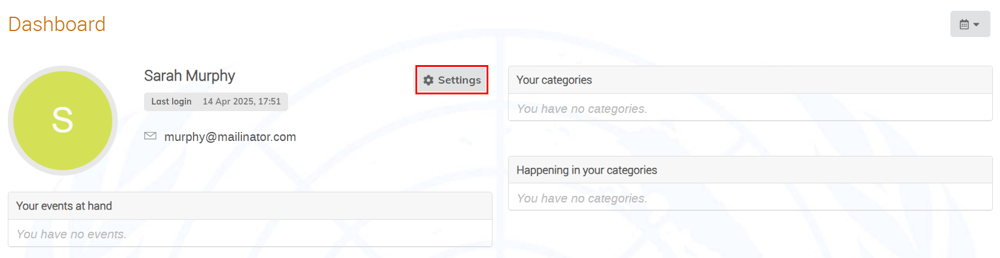 Dashboard
S
Sarah Murphy
Last login 14 Apr 2025, 17:51
murphy@mailinator.com
Settings
Your events at hand
You have no events.
Your categories
You have no categories.
Happening in your categories
You have no categories.